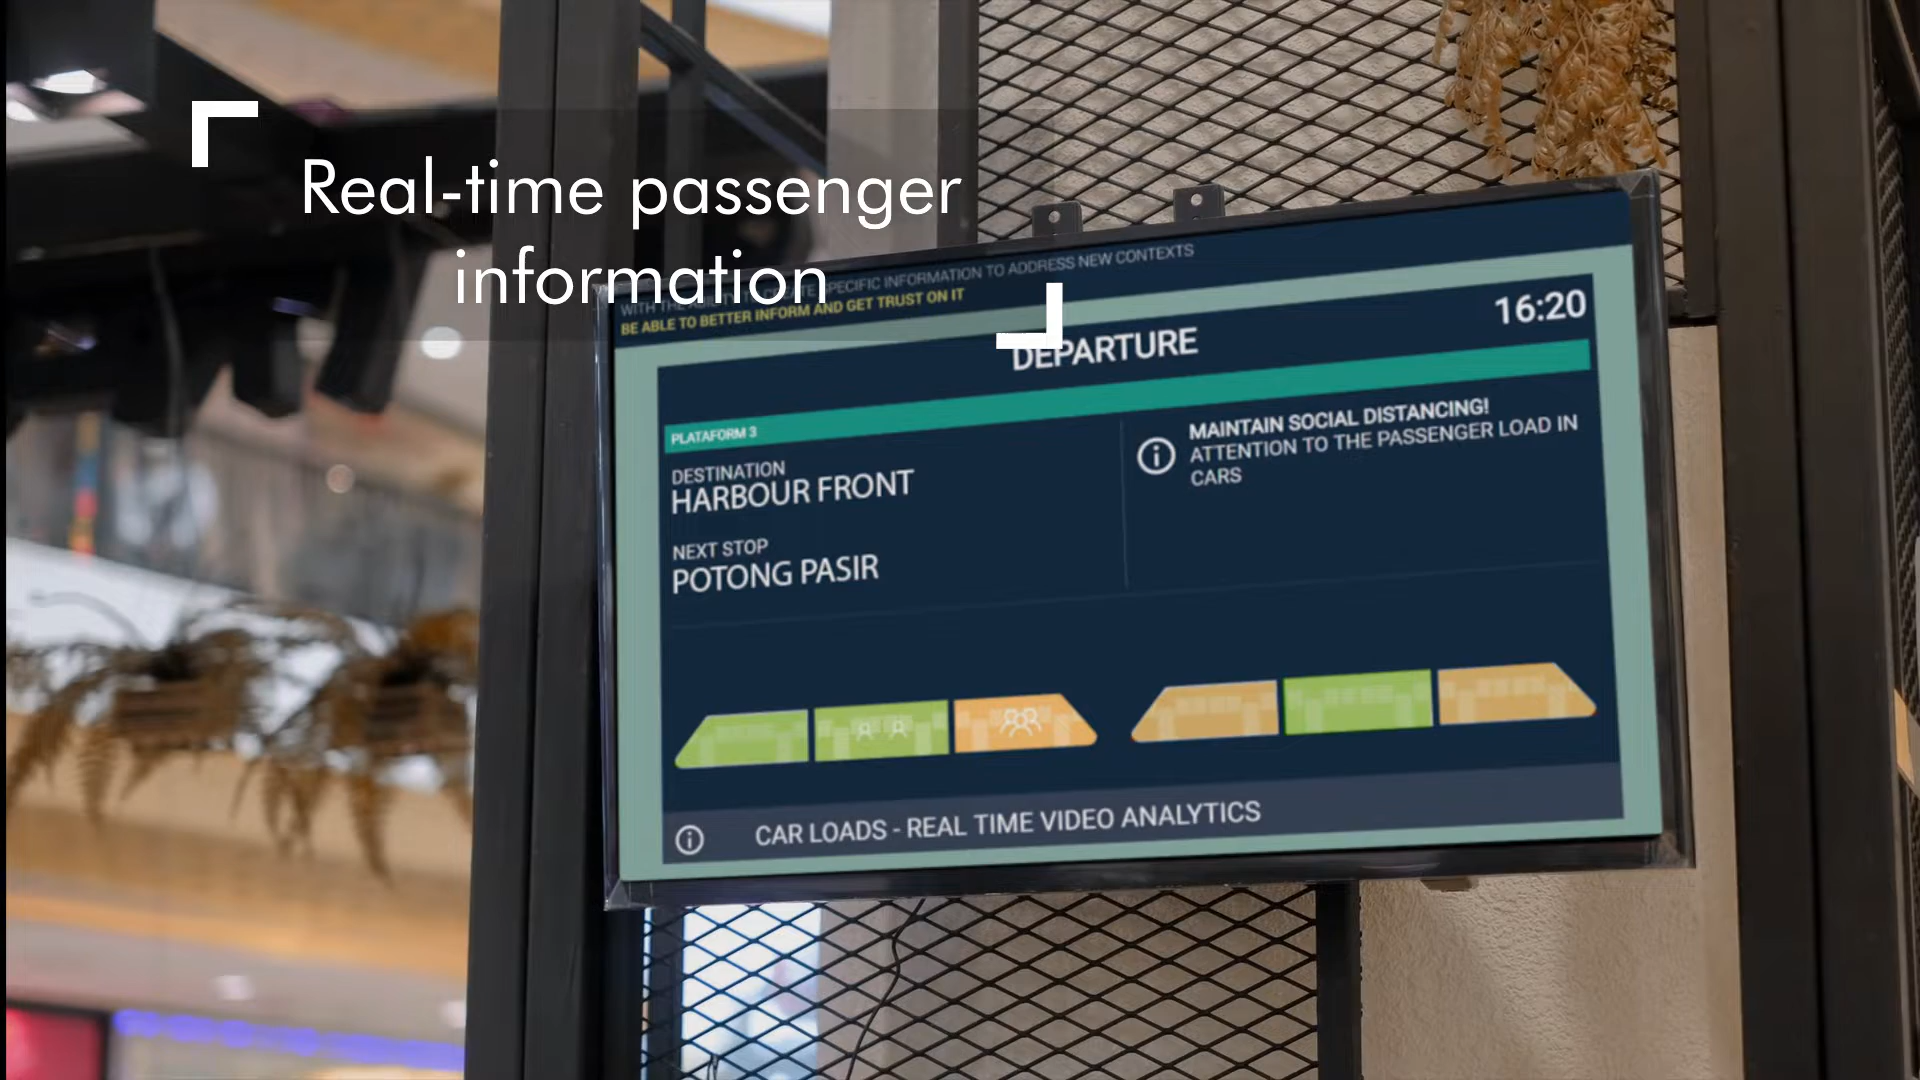 Real-time passenger
information
SPECIFIC INFORMATION TO ADDRESS NEW CONTEXTS
BE ABLE TO BETTER INFORM AND GET TRUST ON IT
16:20
DEPARTURE
PLATAFORM 3
DESTINATION
HARBOUR FRONT
NEXT STOP
POTONG PASIR
MAINTAIN SOCIAL DISTANCING!
ATTENTION TO THE PASSENGER LOAD IN
CARS
CAR LOADS - REAL TIME VIDEO ANALYTICS